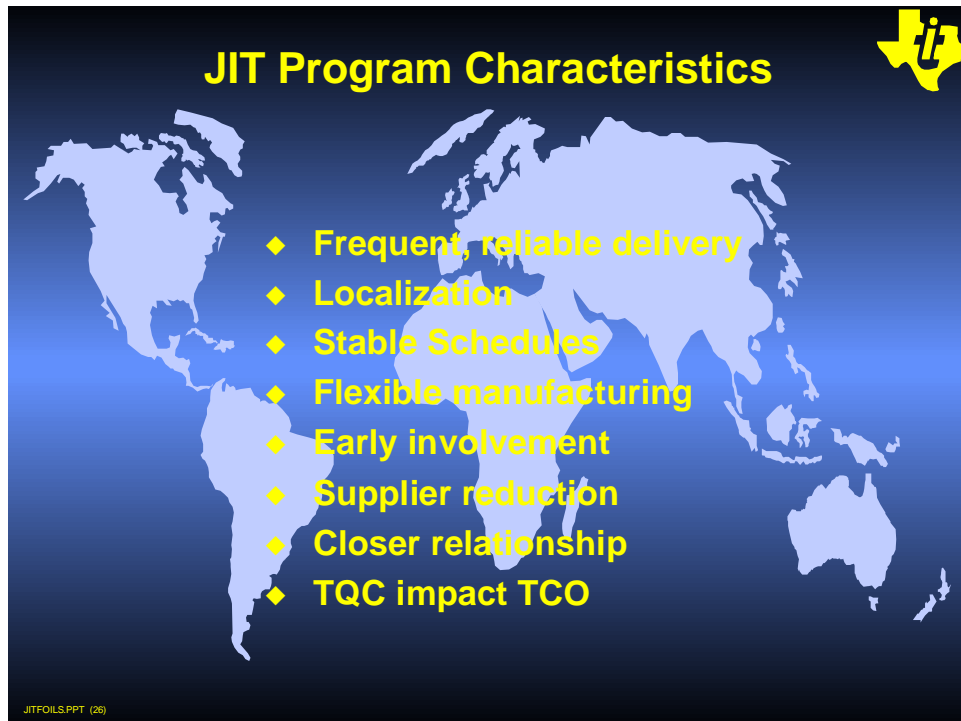 JIT Program Characteristics
Frequent, reliable delivery
Localization
Stable Schedules
Flexible manufacturing
Early involvement
Supplier reduction
Closer relationship
TQC impact TCO
JITFOILS.PPT (26)